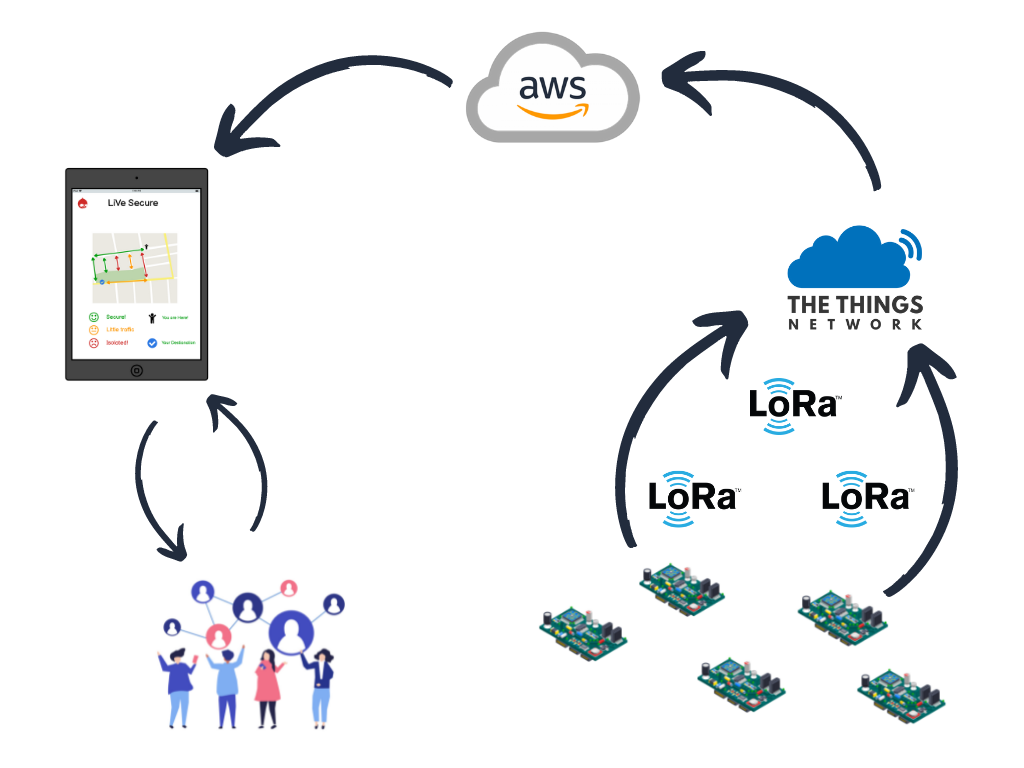 aws
LiVe Secure
Secure!
You are Here!
Little traffic
Isolated!
Your Destination
THE THINGS
NETWORK
LoRa™
LoRa™
LoRa™